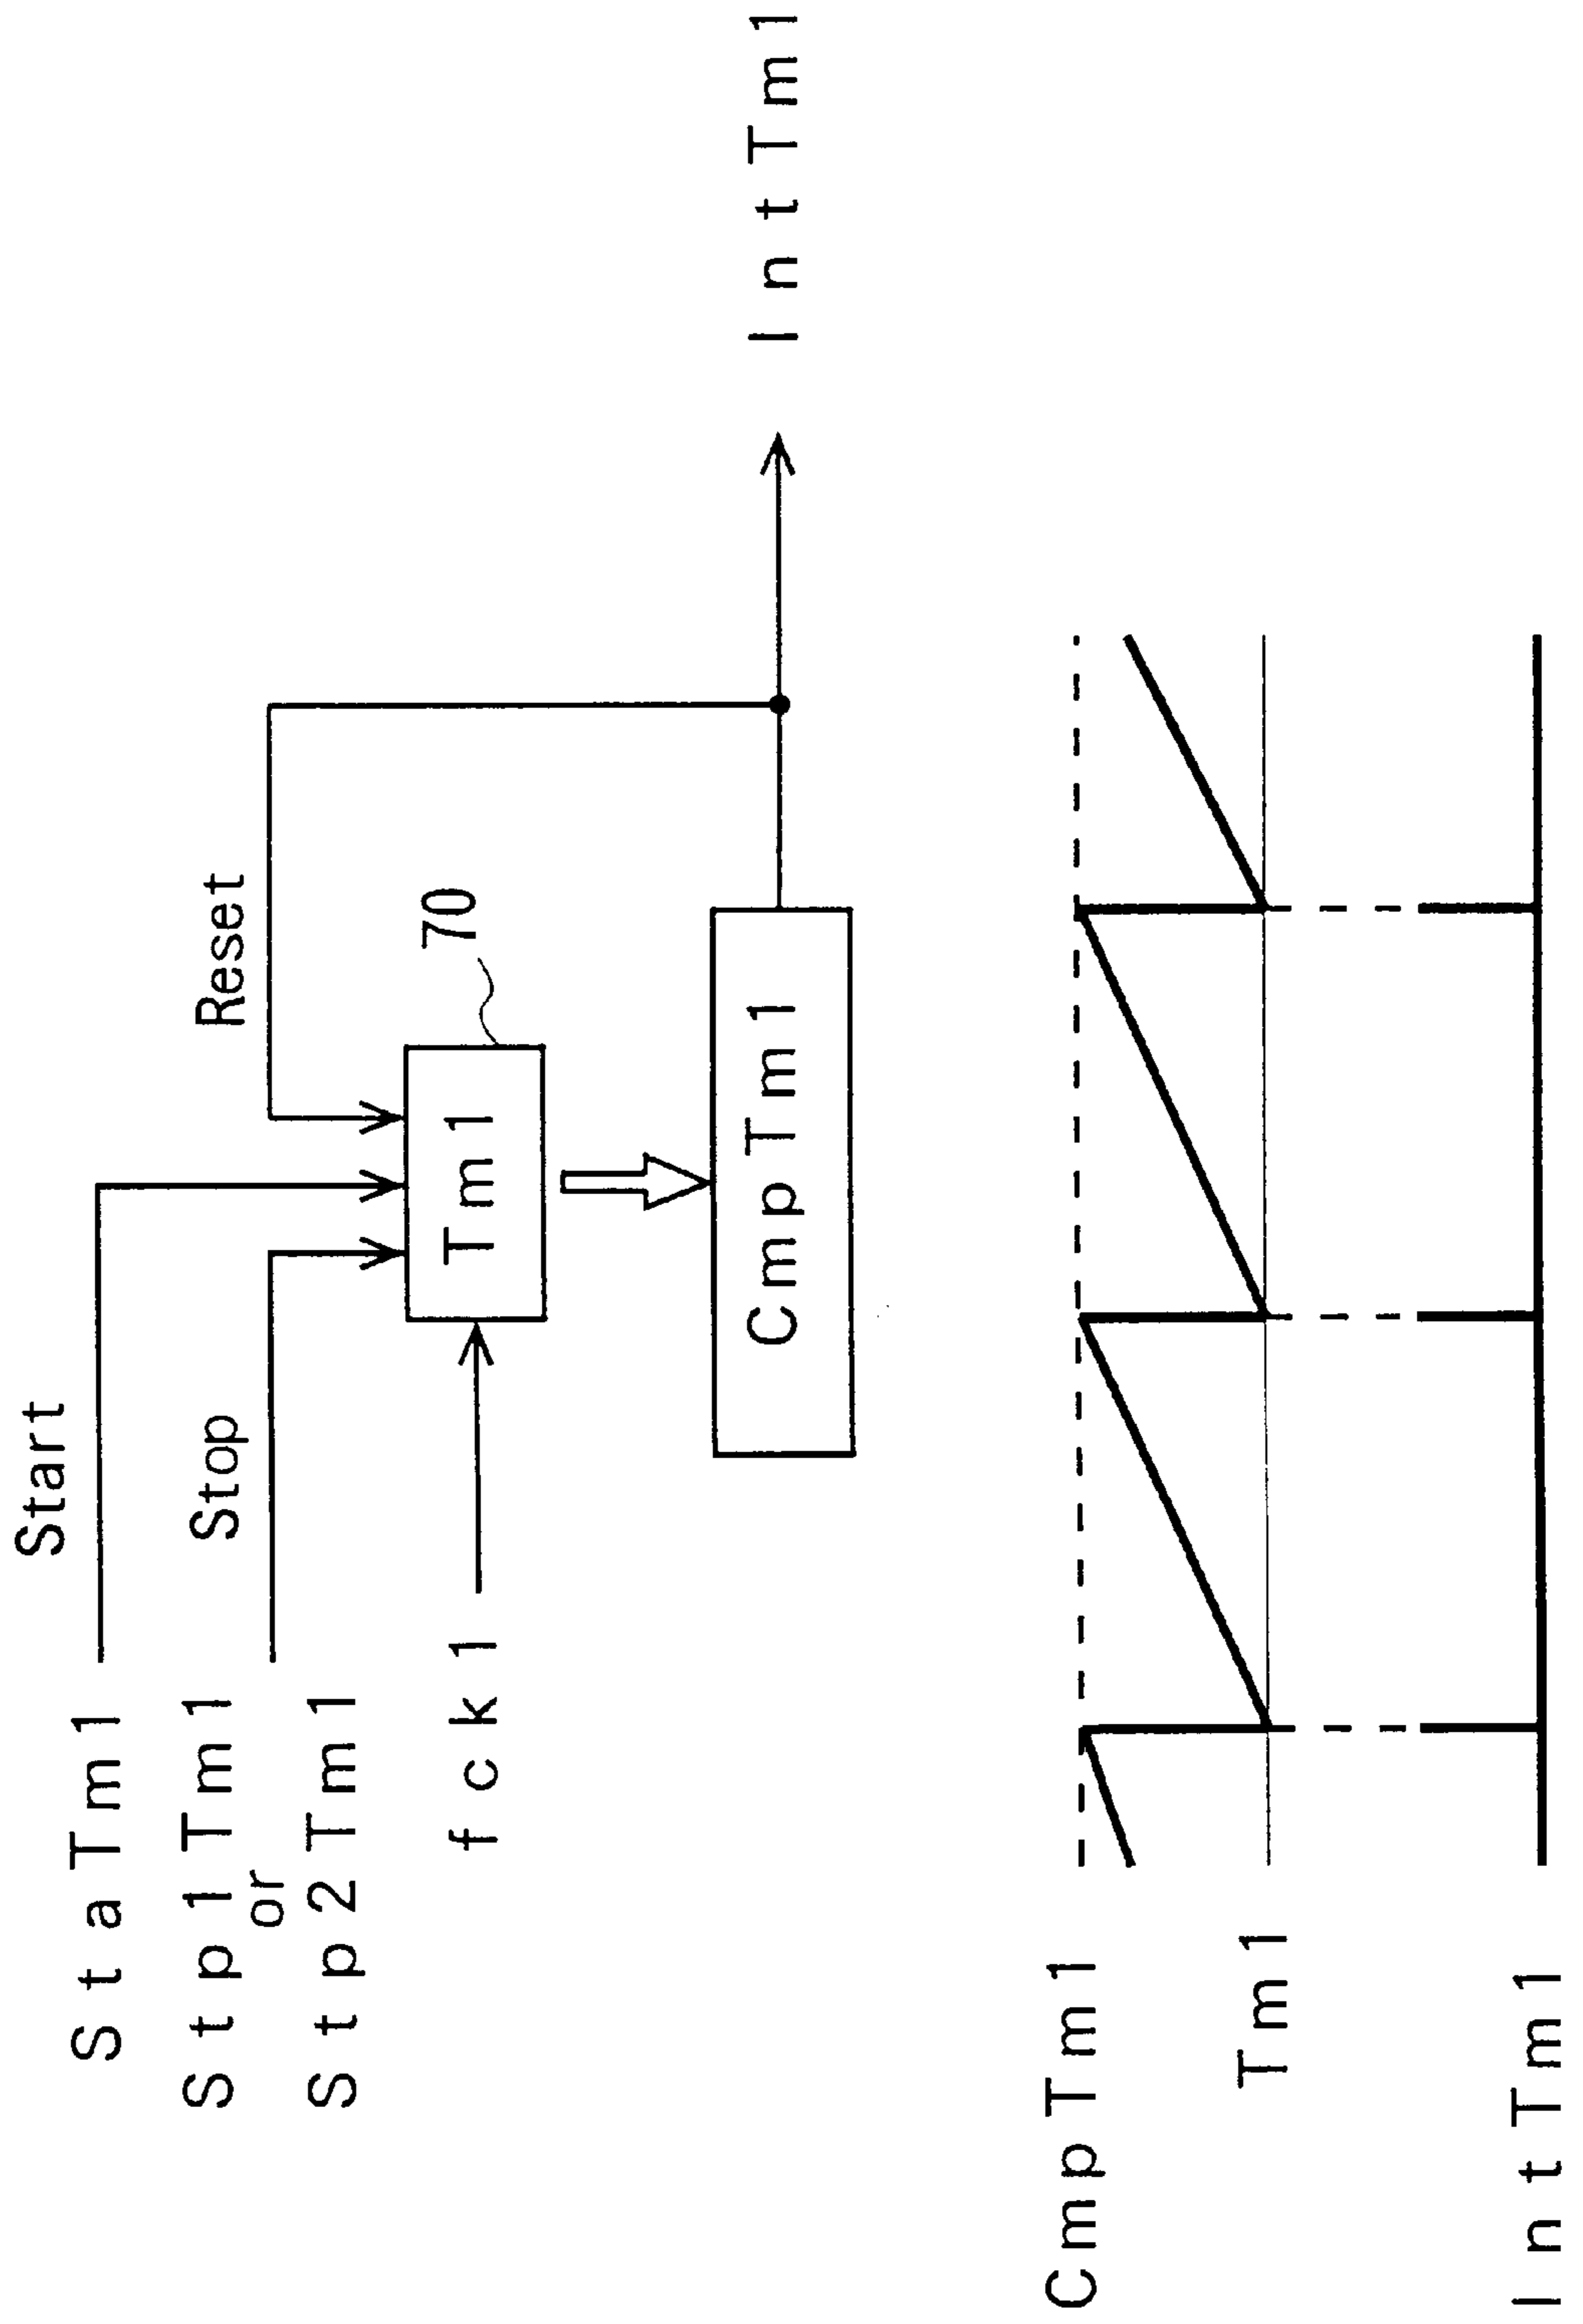 Start
StaTm1
Reset
Stop
Stp1Tm1
or
Stp2Tm1
70
Tm1
fck1
CmpTm1
IntTm1
CmpTm1
Tm1
IntTm1